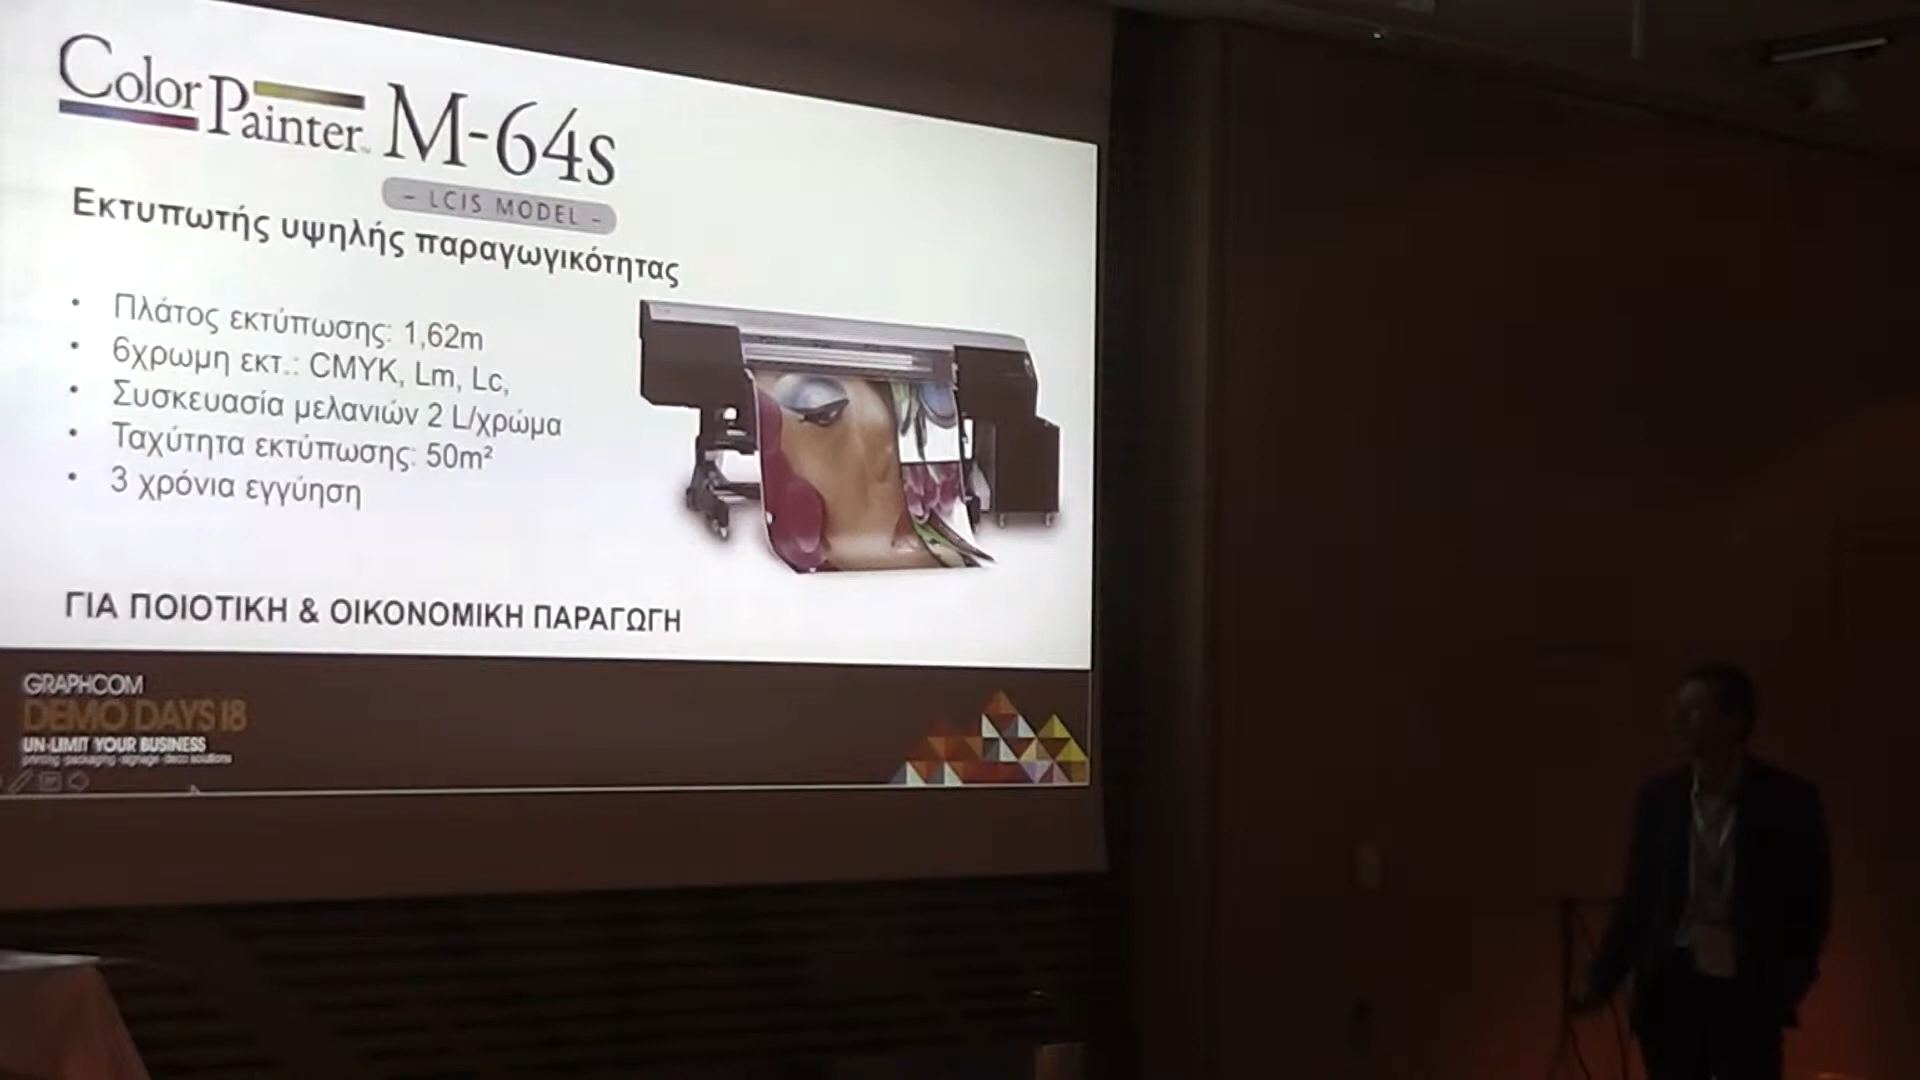 Color Painter™ M-64s
- LCIS MODEL -
Εκτυπωτής υψηλής παραγωγικότητας
• Πλάτος εκτύπωσης: 1,62m
• 6χρωμη εκτ.: CMYK, Lm, Lc,
• Συσκευασία μελανιών 2 L/χρώμα
• Ταχύτητα εκτύπωσης: 50m²
• 3 χρόνια εγγύηση
ΓΙΑ ΠΟΙΟΤΙΚΗ & ΟΙΚΟΝΟΜΙΚΗ ΠΑΡΑΓΩΓΗ
GRAPHCOM
DEMO DAYS 18
UN-LIMIT YOUR BUSINESS
printing · packaging · signage · deco solutions